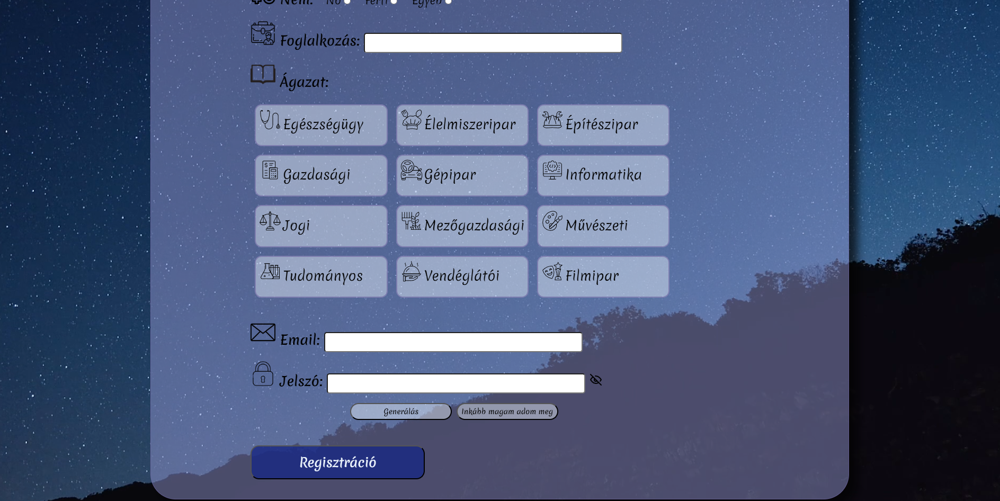 Nem: Nő Férfi Egyéb
Foglalkozás:
Ágazat:
Egészségügy Élelmiszeripar Építészipar
Gazdasági Gépipar Informatika
Jogi Mezőgazdasági Művészeti
Tudományos Vendéglátói Filmipar
Email:
Jelszó:
Generálás Inkább magam adom meg
Regisztráció